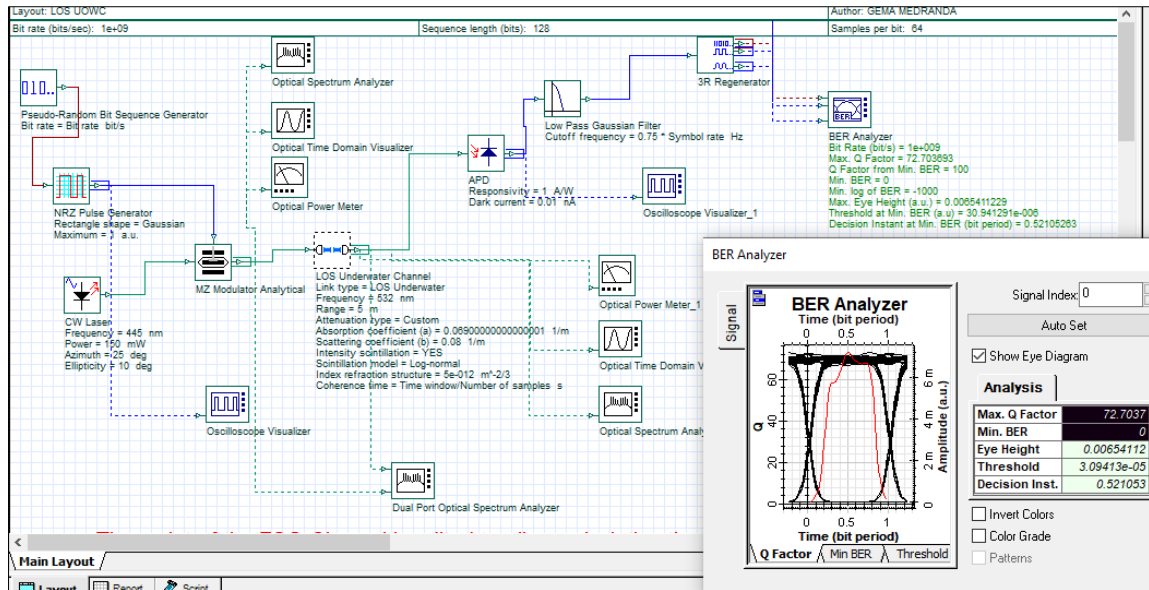 Layout: LOS UOWC
Author: GEMA MEDRANDA
Bit rate (bits/sec): 1e+09
Sequence length (bits): 128
Samples per bit: 64
Optical Spectrum Analyzer
3R Regenerator
Pseudo-Random Bit Sequence Generator
Bit rate = Bit rate bit/s
Optical Time Domain Visualizer
Low Pass Gaussian Filter
Cutoff frequency = 0.75 * Symbol rate Hz
BER Analyzer
Bit Rate (bit/s) = 1e+009
Max. Q Factor = 72.703693
Q Factor from Min. BER = 100
Min. BER = 0
Min. log of BER = -1000
Max. Eye Height (a.u.) = 0.0065411229
Threshold at Min. BER (a.u) = 30.941291e-006
Decision Instant at Min. BER (bit period) = 0.52105263
APD
Responsivity = 1 A/W
Dark current = 0.01 nA
Optical Power Meter
Oscilloscope Visualizer_1
NRZ Pulse Generator
Rectangle shape = Gaussian
Maximum = 1 a.u.
MZ Modulator Analytical
LOS Underwater Channel
Link type = LOS Underwater
Frequency = 532 nm
Range = 5 m
Attenuation type = Custom
Absorption coefficient (a) = 0.06900000000000001 1/m
Scattering coefficient (b) = 0.08 1/m
Intensity scintillation = YES
Scintillation model = Log-normal
Index refraction structure = 5e-012 m^-2/3
Coherence time = Time window/Number of samples s
CW Laser
Frequency = 445 nm
Power = 150 mW
Azimuth = 25 deg
Ellipticity = 10 deg
Optical Power Meter_1
Optical Time Domain V
Optical Spectrum Analy
Oscilloscope Visualizer
Dual Port Optical Spectrum Analyzer
Main Layout
Layout
Report
Script
BER Analyzer
Signal
BER Analyzer
Time (bit period)
0 0.5 1
Q
0 20 40 60
Amplitude (a.u.)
0 2 m 4 m 6 m
0 0.5 1
Time (bit period)
Q Factor
Min BER
Threshold
Signal Index: 0
Auto Set
Show Eye Diagram
Analysis
Max. Q Factor 72.7037
Min. BER 0
Eye Height 0.00654112
Threshold 3.09413e-05
Decision Inst. 0.521053
Invert Colors
Color Grade
Patterns